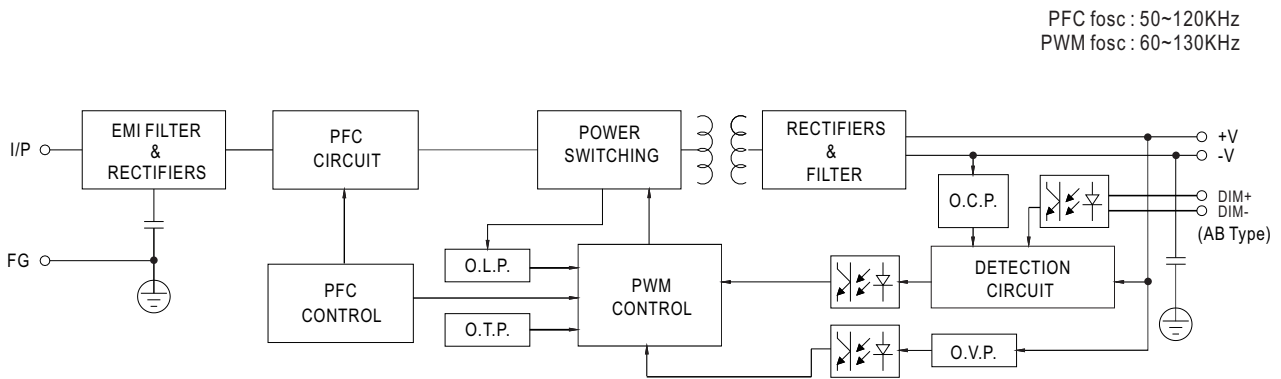 PFC fosc : 50~120KHz
PWM fosc : 60~130KHz
I/P
EMI FILTER
&
RECTIFIERS
PFC
CIRCUIT
POWER
SWITCHING
RECTIFIERS
&
FILTER
+V
-V
O.C.P.
DIM+
DIM-
(AB Type)
FG
O.L.P.
PFC
CONTROL
PWM
CONTROL
DETECTION
CIRCUIT
O.T.P.
O.V.P.